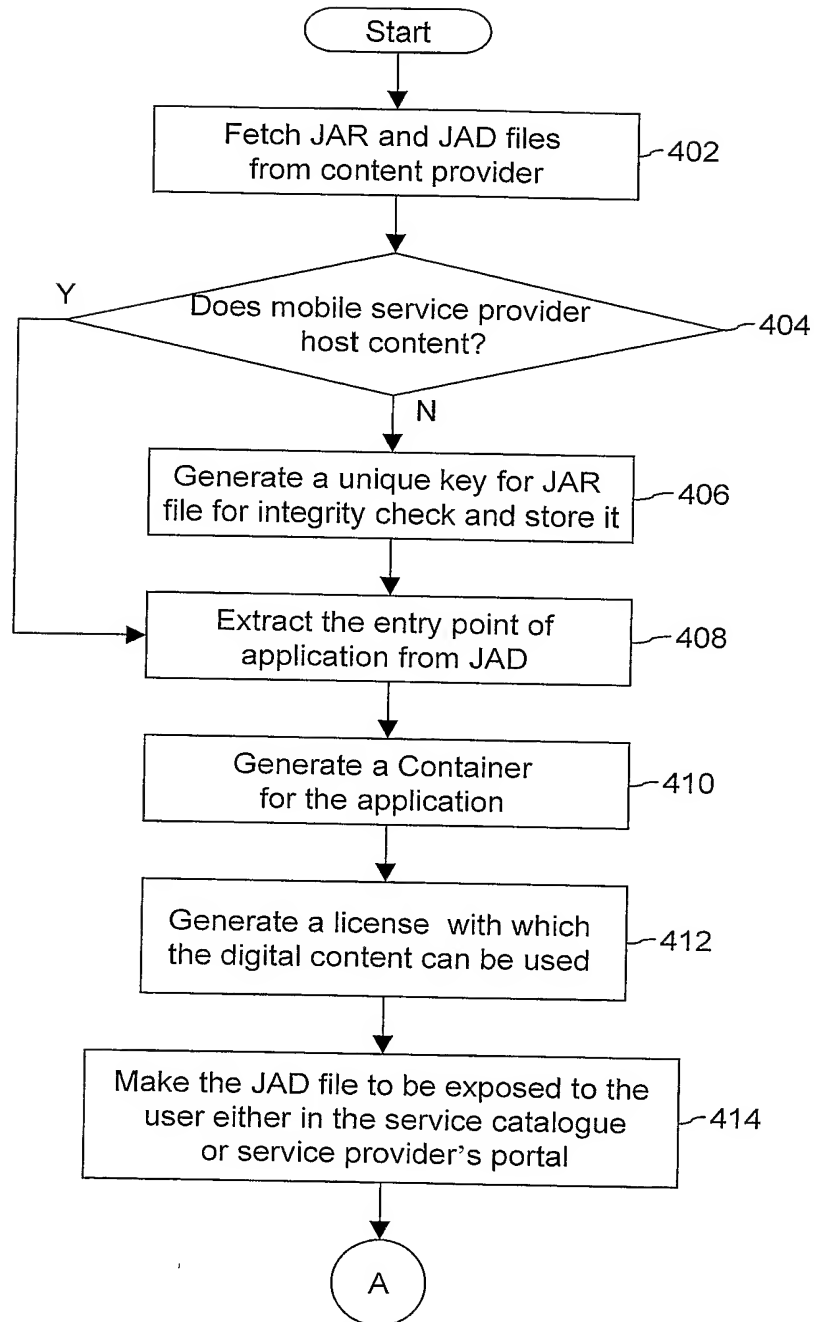 Start
Fetch JAR and JAD files
from content provider
402
Y
Does mobile service provider
host content?
404
N
Generate a unique key for JAR
file for integrity check and store it
406
Extract the entry point of
application from JAD
408
Generate a Container
for the application
410
Generate a license with which
the digital content can be used
412
Make the JAD file to be exposed to the
user either in the service catalogue
or service provider's portal
414
A